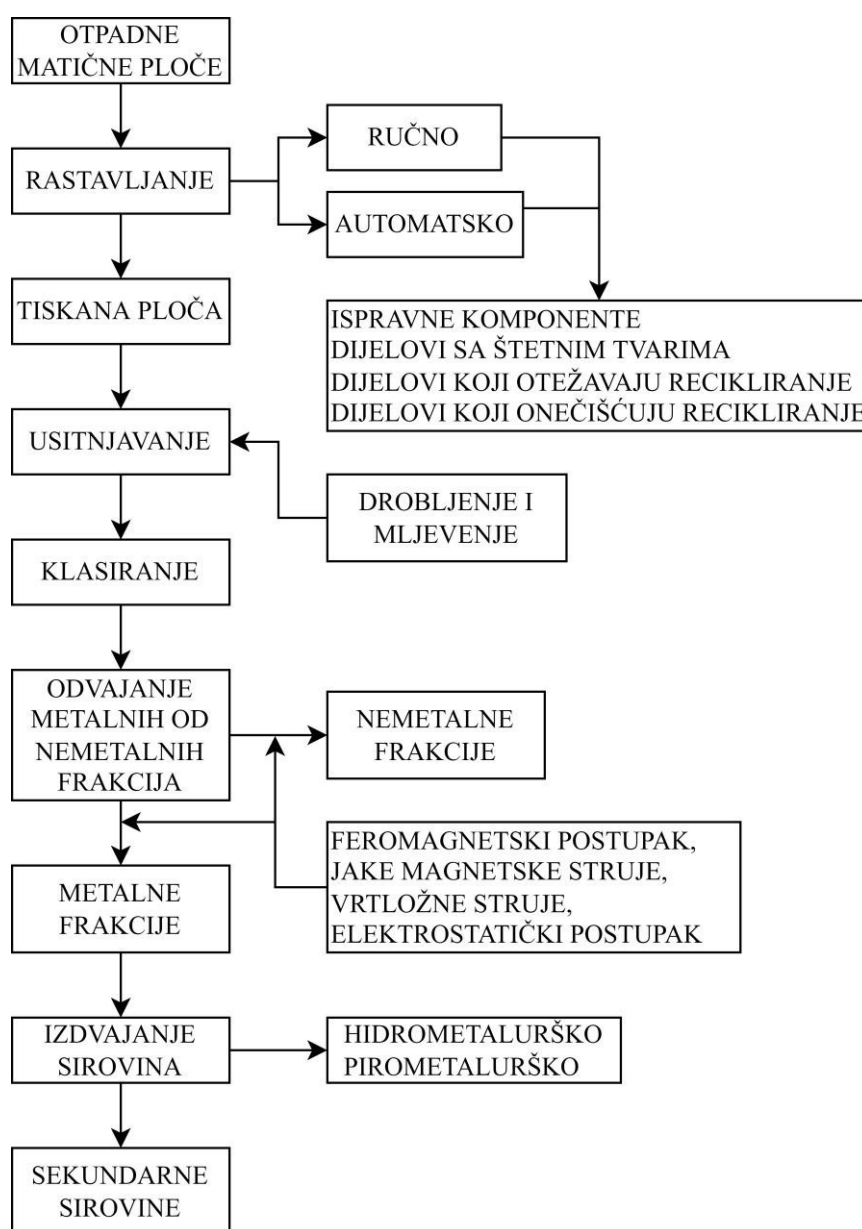 OTPADNE
MATIČNE PLOČE
RUČNO
RASTAVLJANJE
AUTOMATSKO
TISKANA PLOČA
ISPRAVNE KOMPONENTE
DIJELOVI SA ŠTETNIM TVARIMA
DIJELOVI KOJI OTEŽAVAJU RECIKLIRANJE
DIJELOVI KOJI ONEČIŠĆUJU RECIKLIRANJE
USITNJAVANJE
DROBLJENJE I
MLJEVENJE
KLASIRANJE
ODVAJANJE
METALNIH OD
NEMETALNIH
FRAKCIJA
NEMETALNE
FRAKCIJE
FEROMAGNETSKI POSTUPAK,
JAKE MAGNETSKE STRUJE,
VRTLOŽNE STRUJE,
ELEKTROSTATIČKI POSTUPAK
METALNE
FRAKCIJE
IZDVAJANJE
SIROVINA
HIDROMETALURŠKO
PIROMETALURŠKO
SEKUNDARNE
SIROVINE